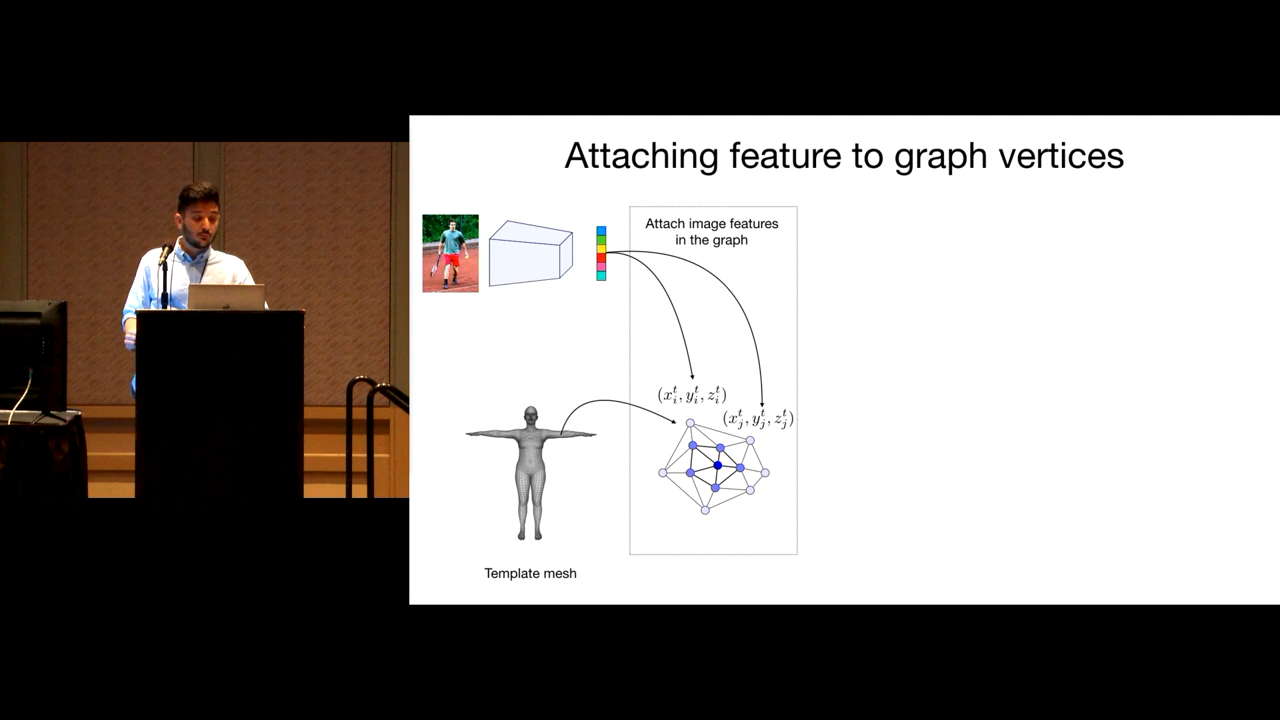 Attaching feature to graph vertices
Attach image features
in the graph
(x_i^t, y_i^t, z_i^t)
(x_j^t, y_j^t, z_j^t)
Template mesh